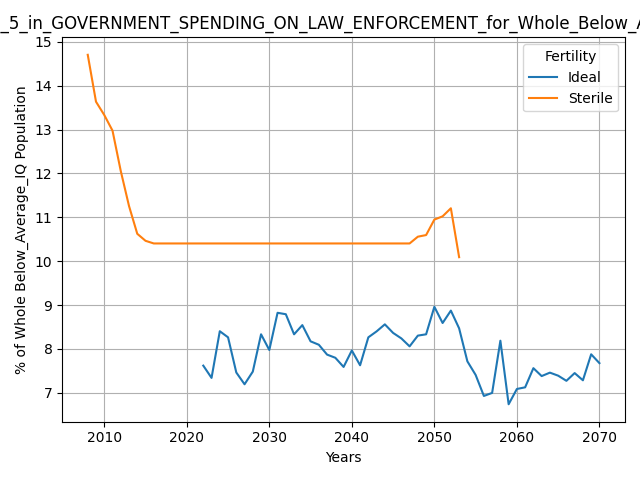 _5_in_GOVERNMENT_SPENDING_ON_LAW_ENFORCEMENT_for_Whole_Below_A
Fertility
Ideal
Sterile
% of Whole Below_Average_IQ Population
15
14
13
12
11
10
9
8
7
2010 2020 2030 2040 2050 2060 2070
Years